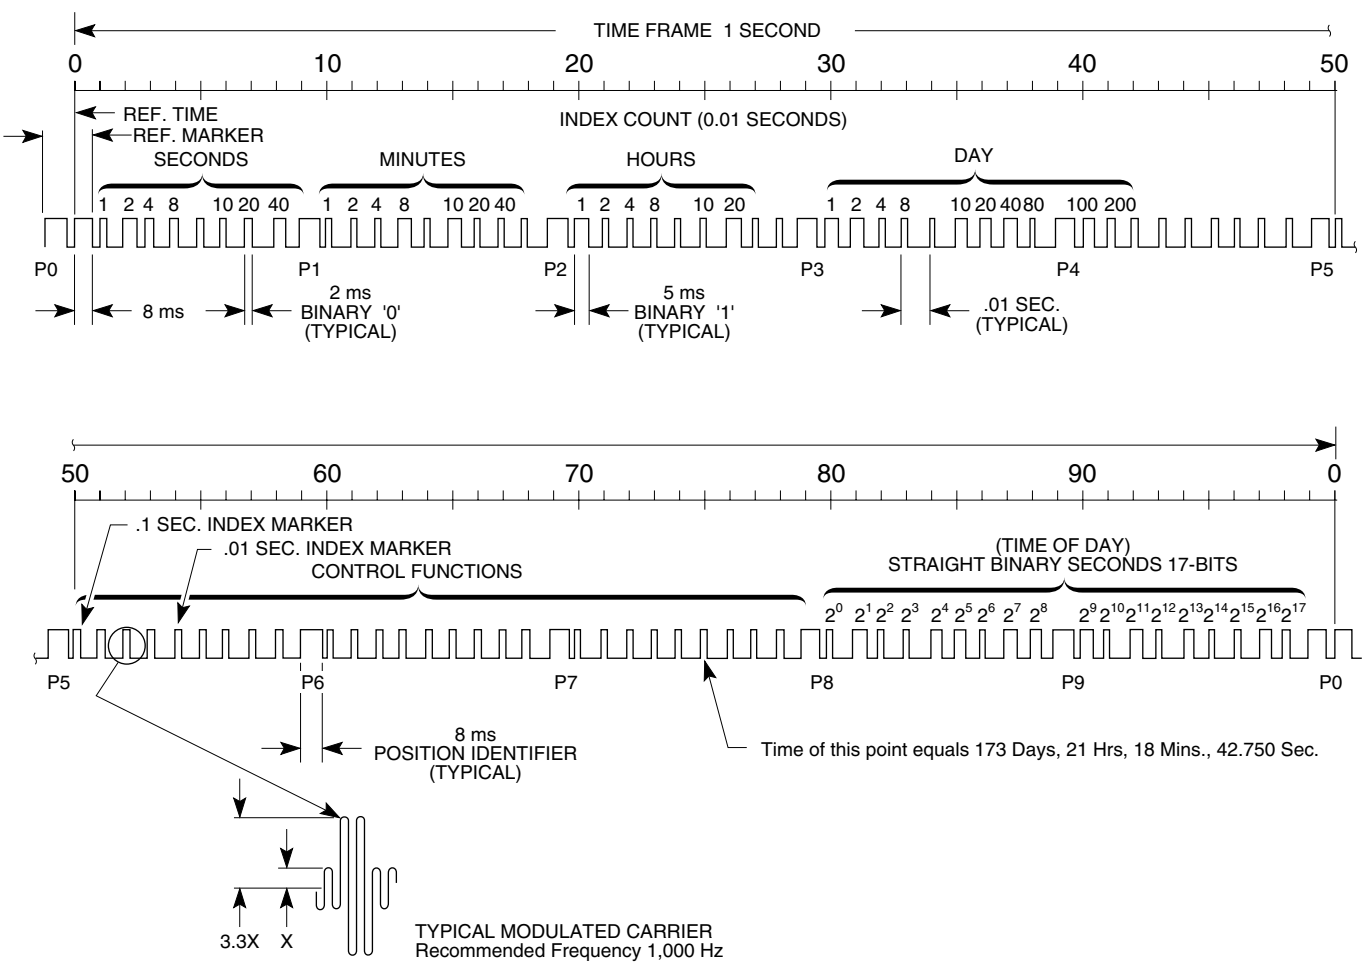 TIME FRAME 1 SECOND
0 10 20 30 40 50
REF. TIME
INDEX COUNT (0.01 SECONDS)
REF. MARKER
SECONDS MINUTES HOURS DAY
1 2 4 8 10 20 40 1 2 4 8 10 20 40 1 2 4 8 10 20 1 2 4 8 10 20 40 80 100 200
P0 P1 P2 P3 P4 P5
8 ms
2 ms
BINARY '0'
(TYPICAL)
5 ms
BINARY '1'
(TYPICAL)
.01 SEC.
(TYPICAL)
50 60 70 80 90 0
.1 SEC. INDEX MARKER
.01 SEC. INDEX MARKER
CONTROL FUNCTIONS
(TIME OF DAY)
STRAIGHT BINARY SECONDS 17-BITS
2⁰ 2¹ 2² 2³ 2⁴ 2⁵ 2⁶ 2⁷ 2⁸ 2⁹ 2¹⁰ 2¹¹ 2¹² 2¹³ 2¹⁴ 2¹⁵ 2¹⁶ 2¹⁷
P5 P6 P7 P8 P9 P0
8 ms
POSITION IDENTIFIER
(TYPICAL)
Time of this point equals 173 Days, 21 Hrs, 18 Mins., 42.750 Sec.
3.3X X
TYPICAL MODULATED CARRIER
Recommended Frequency 1,000 Hz